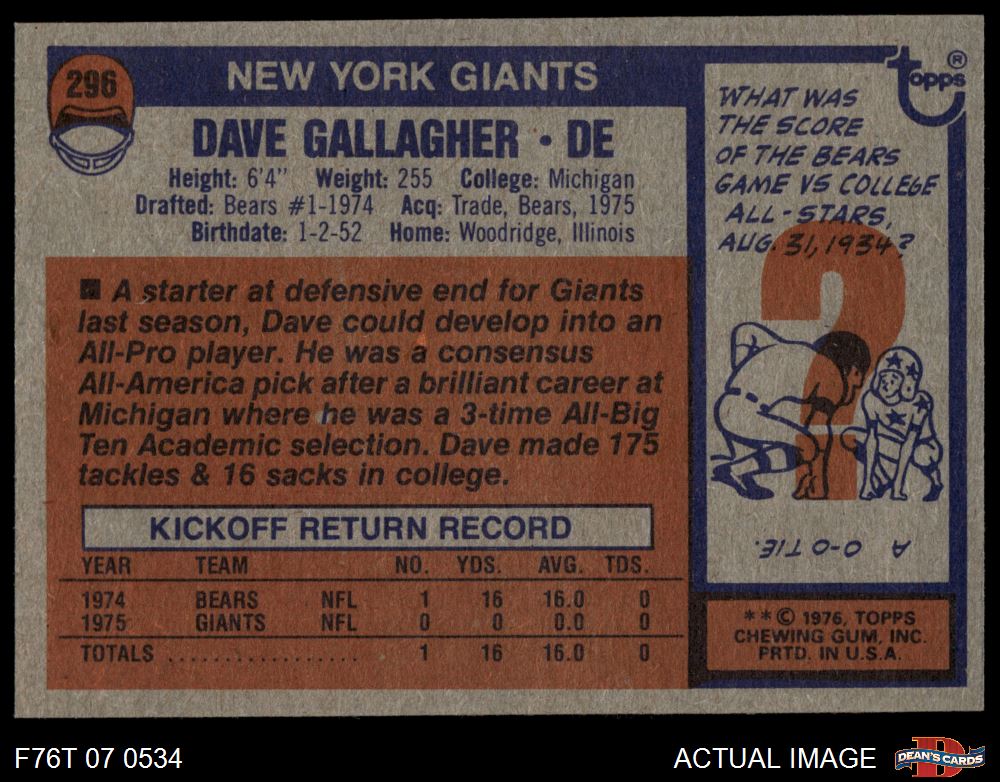 296
NEW YORK GIANTS
DAVE GALLAGHER • DE
Height: 6'4" Weight: 255 College: Michigan
Drafted: Bears #1-1974 Acq: Trade, Bears, 1975
Birthdate: 1-2-52 Home: Woodridge, Illinois
■ A starter at defensive end for Giants
last season, Dave could develop into an
All-Pro player. He was a consensus
All-America pick after a brilliant career at
Michigan where he was a 3-time All-Big
Ten Academic selection. Dave made 175
tackles & 16 sacks in college.
KICKOFF RETURN RECORD
YEAR TEAM NO. YDS. AVG. TDS.
1974 BEARS NFL 1 16 16.0 0
1975 GIANTS NFL 0 0 0.0 0
TOTALS .................. 1 16 16.0 0
topps ®
WHAT WAS
THE SCORE
OF THE BEARS
GAME VS COLLEGE
ALL-STARS,
AUG. 31, 1934?
?
A 0-0 TIE.
**© 1976, TOPPS
CHEWING GUM, INC.
PRTD. IN U.S.A.
F76T 07 0534
ACTUAL IMAGE
D
DEAN'S CARDS